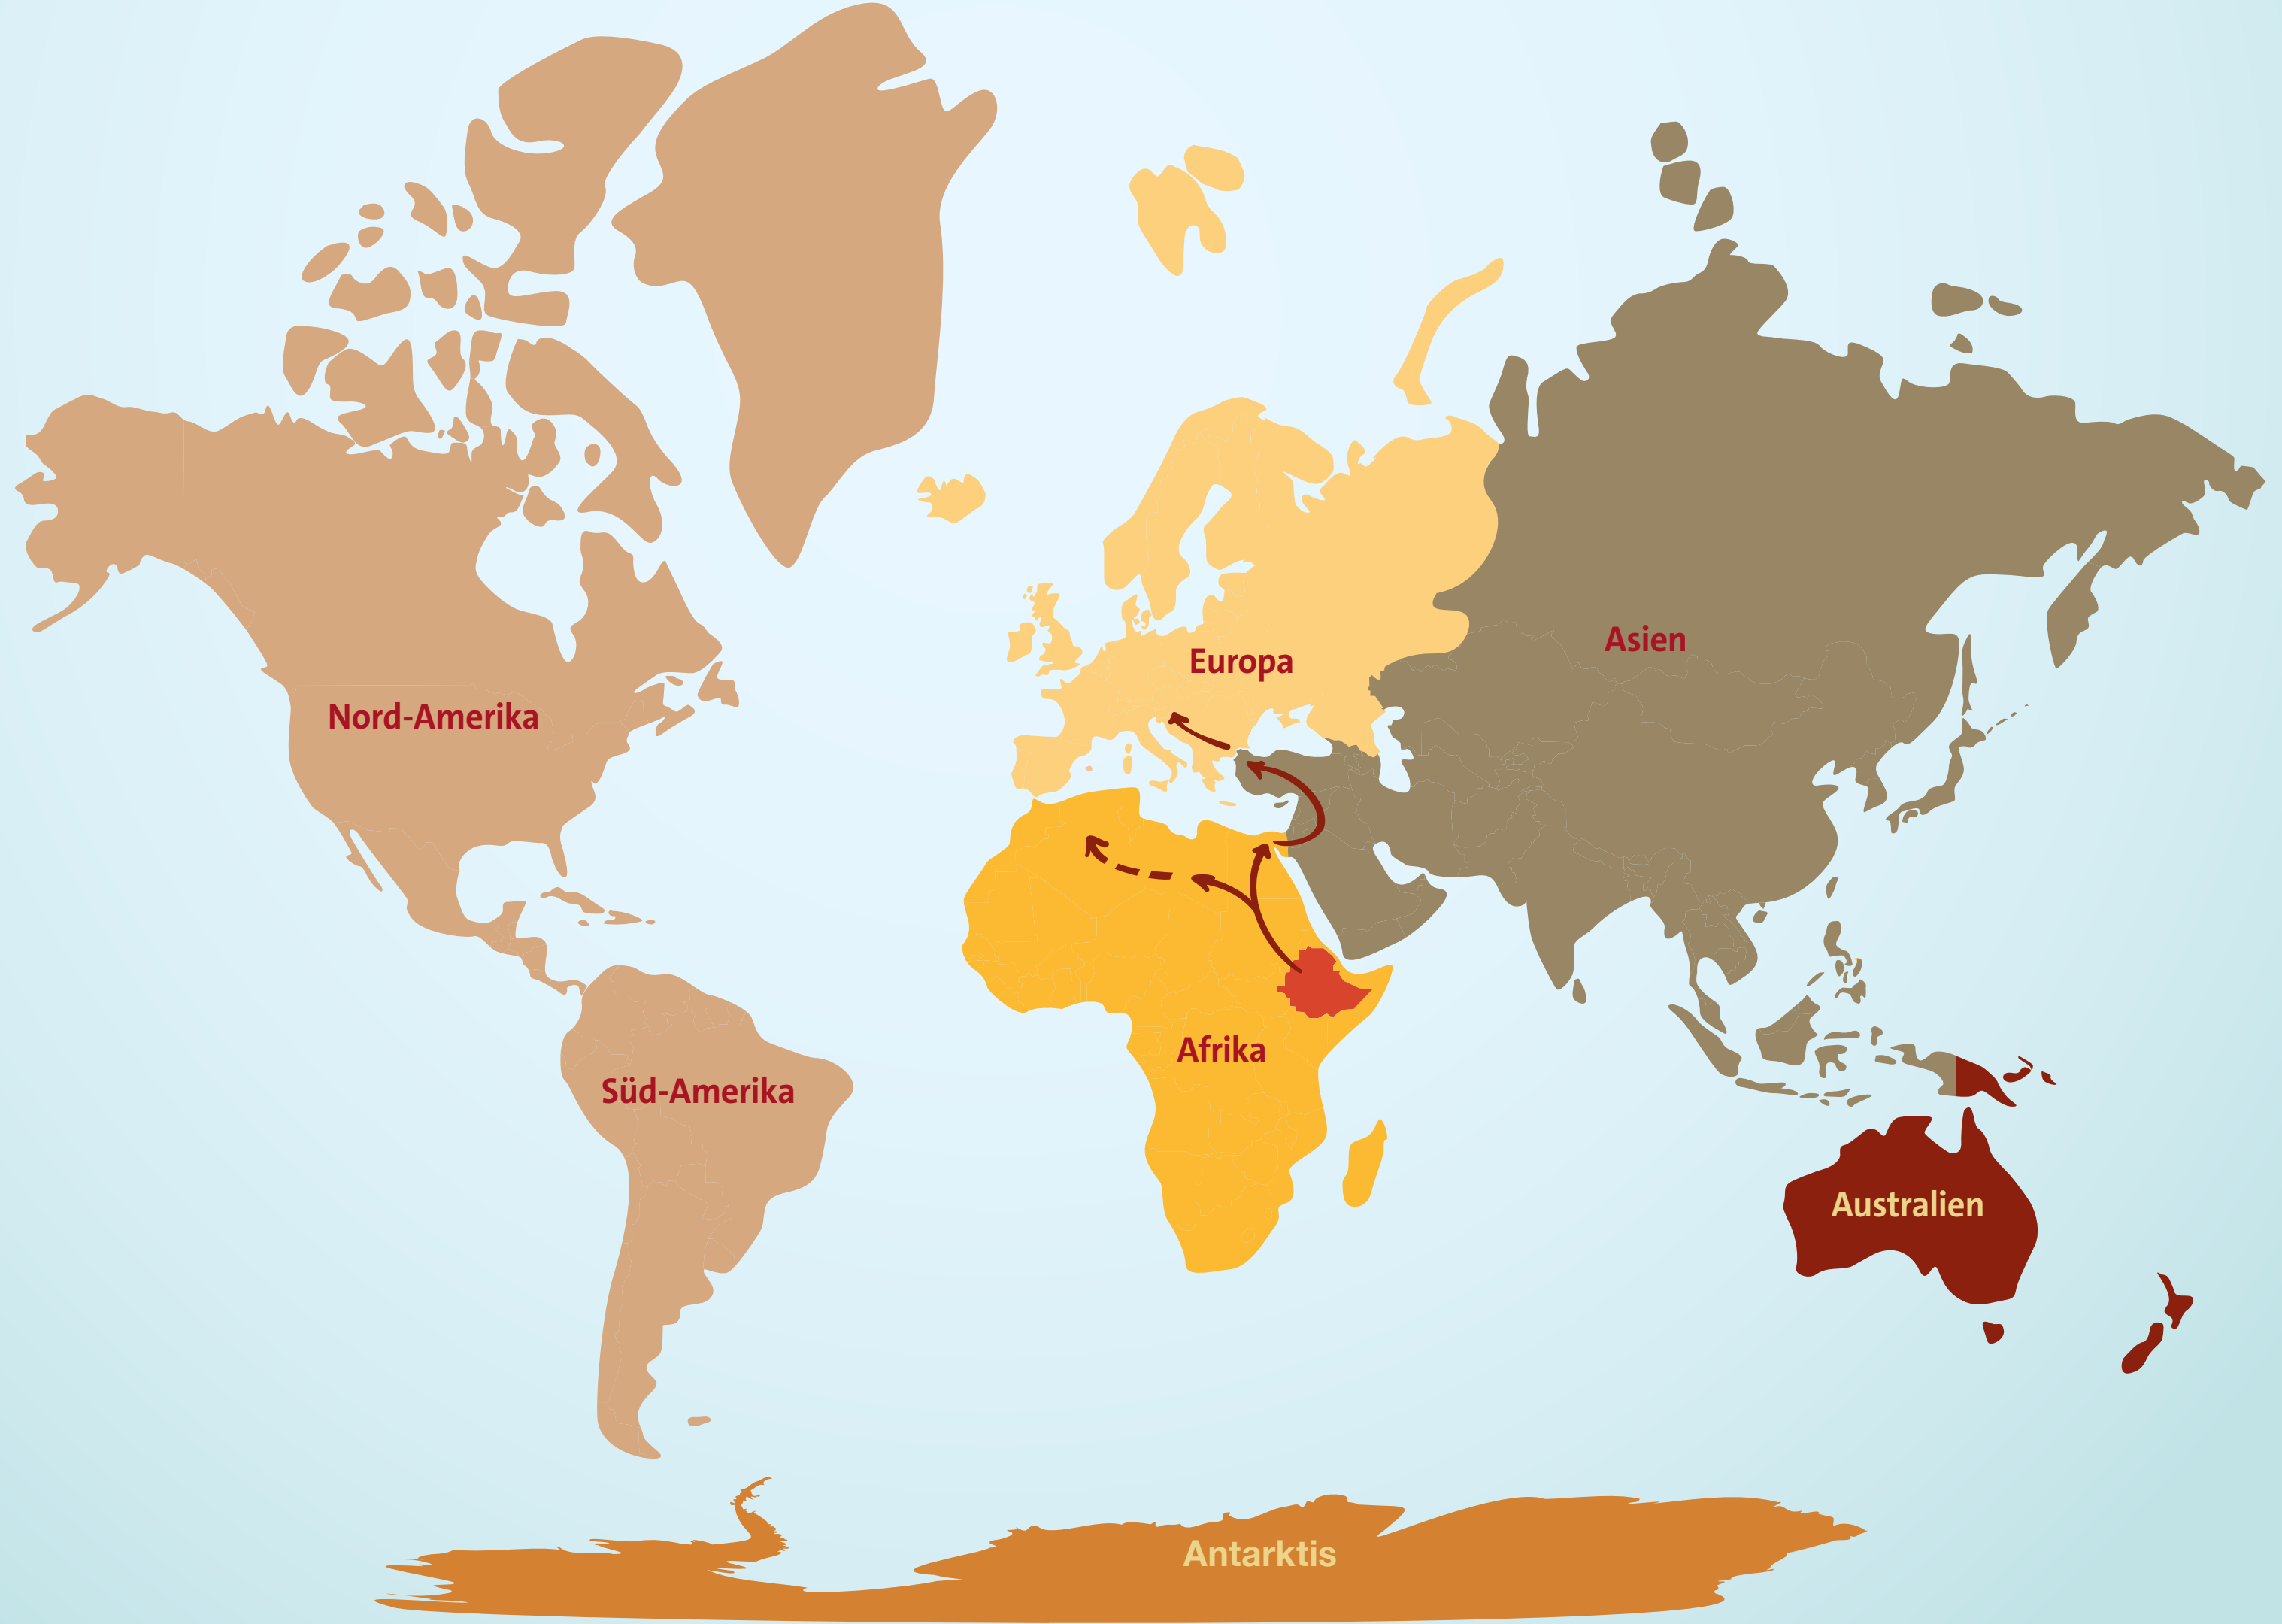 Asien
Europa
Nord-Amerika
Afrika
Süd-Amerika
Australien
Antarktis